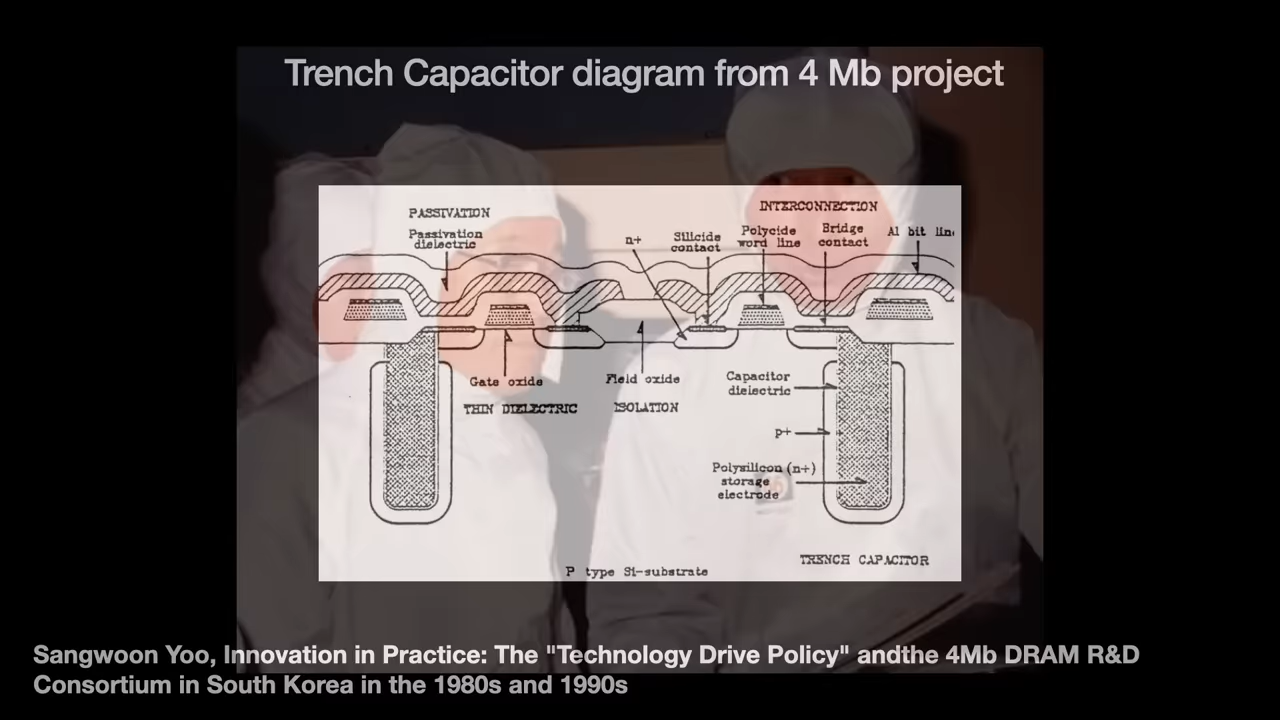 Trench Capacitor diagram from 4 Mb project
PASSIVATION
Passivation
dielectric
n+
Silicide
contact
INTERCONNECTION
Polycide
word line
Bridge
contact
Al bit line
Gate oxide
THIN DIELECTRIC
Field oxide
ISOLATION
Capacitor
dielectric
p+
Polysilicon (n+)
storage
electrode
TRENCH CAPACITOR
P type Si-substrate
Sangwoon Yoo, Innovation in Practice: The "Technology Drive Policy" andthe 4Mb DRAM R&D
Consortium in South Korea in the 1980s and 1990s